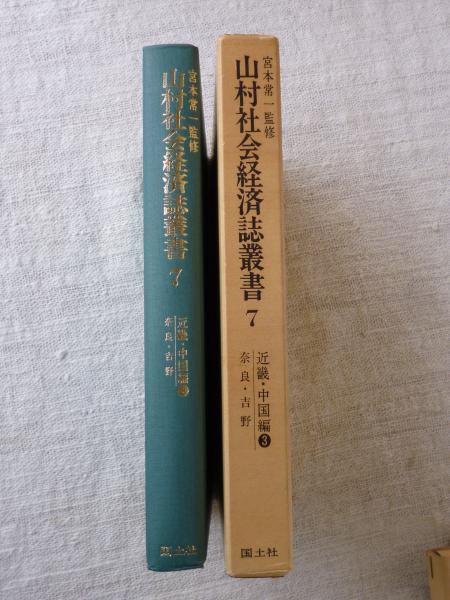 宮本常一監修
山村社会経済誌叢書 7
近畿・中国編❸
奈良・吉野
国土社
宮本常一監修
山村社会経済誌叢書 7
近畿・中国編❸
奈良・吉野
国土社